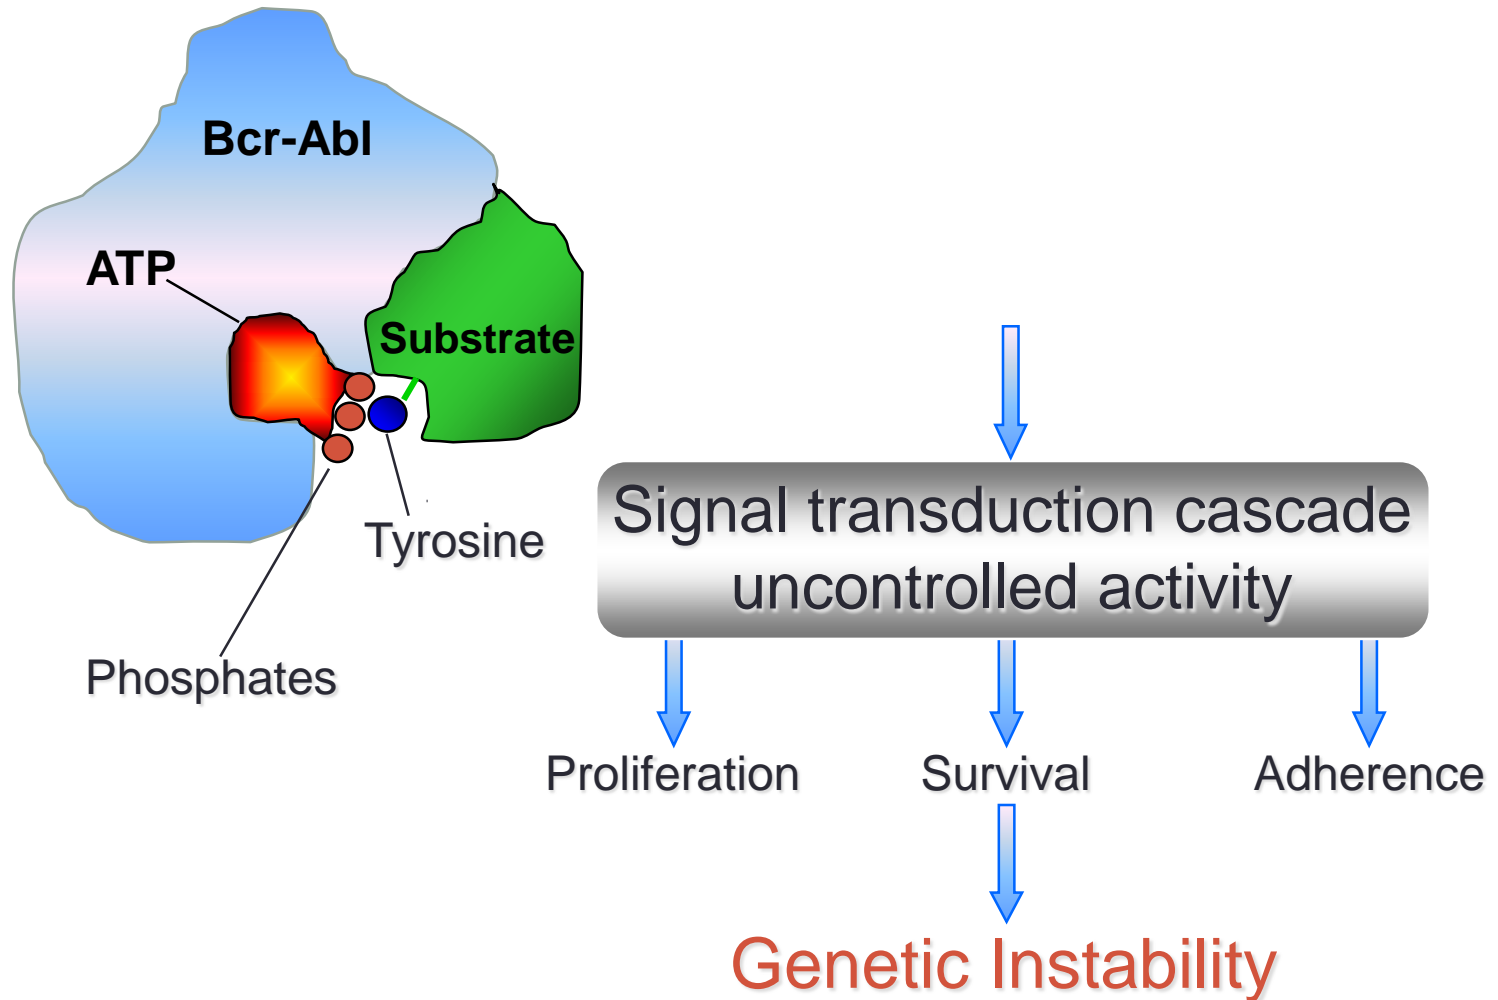 Bcr-Abl
ATP
Substrate
Tyrosine
Phosphates
Signal transduction cascade
uncontrolled activity
Proliferation
Survival
Adherence
Genetic Instability